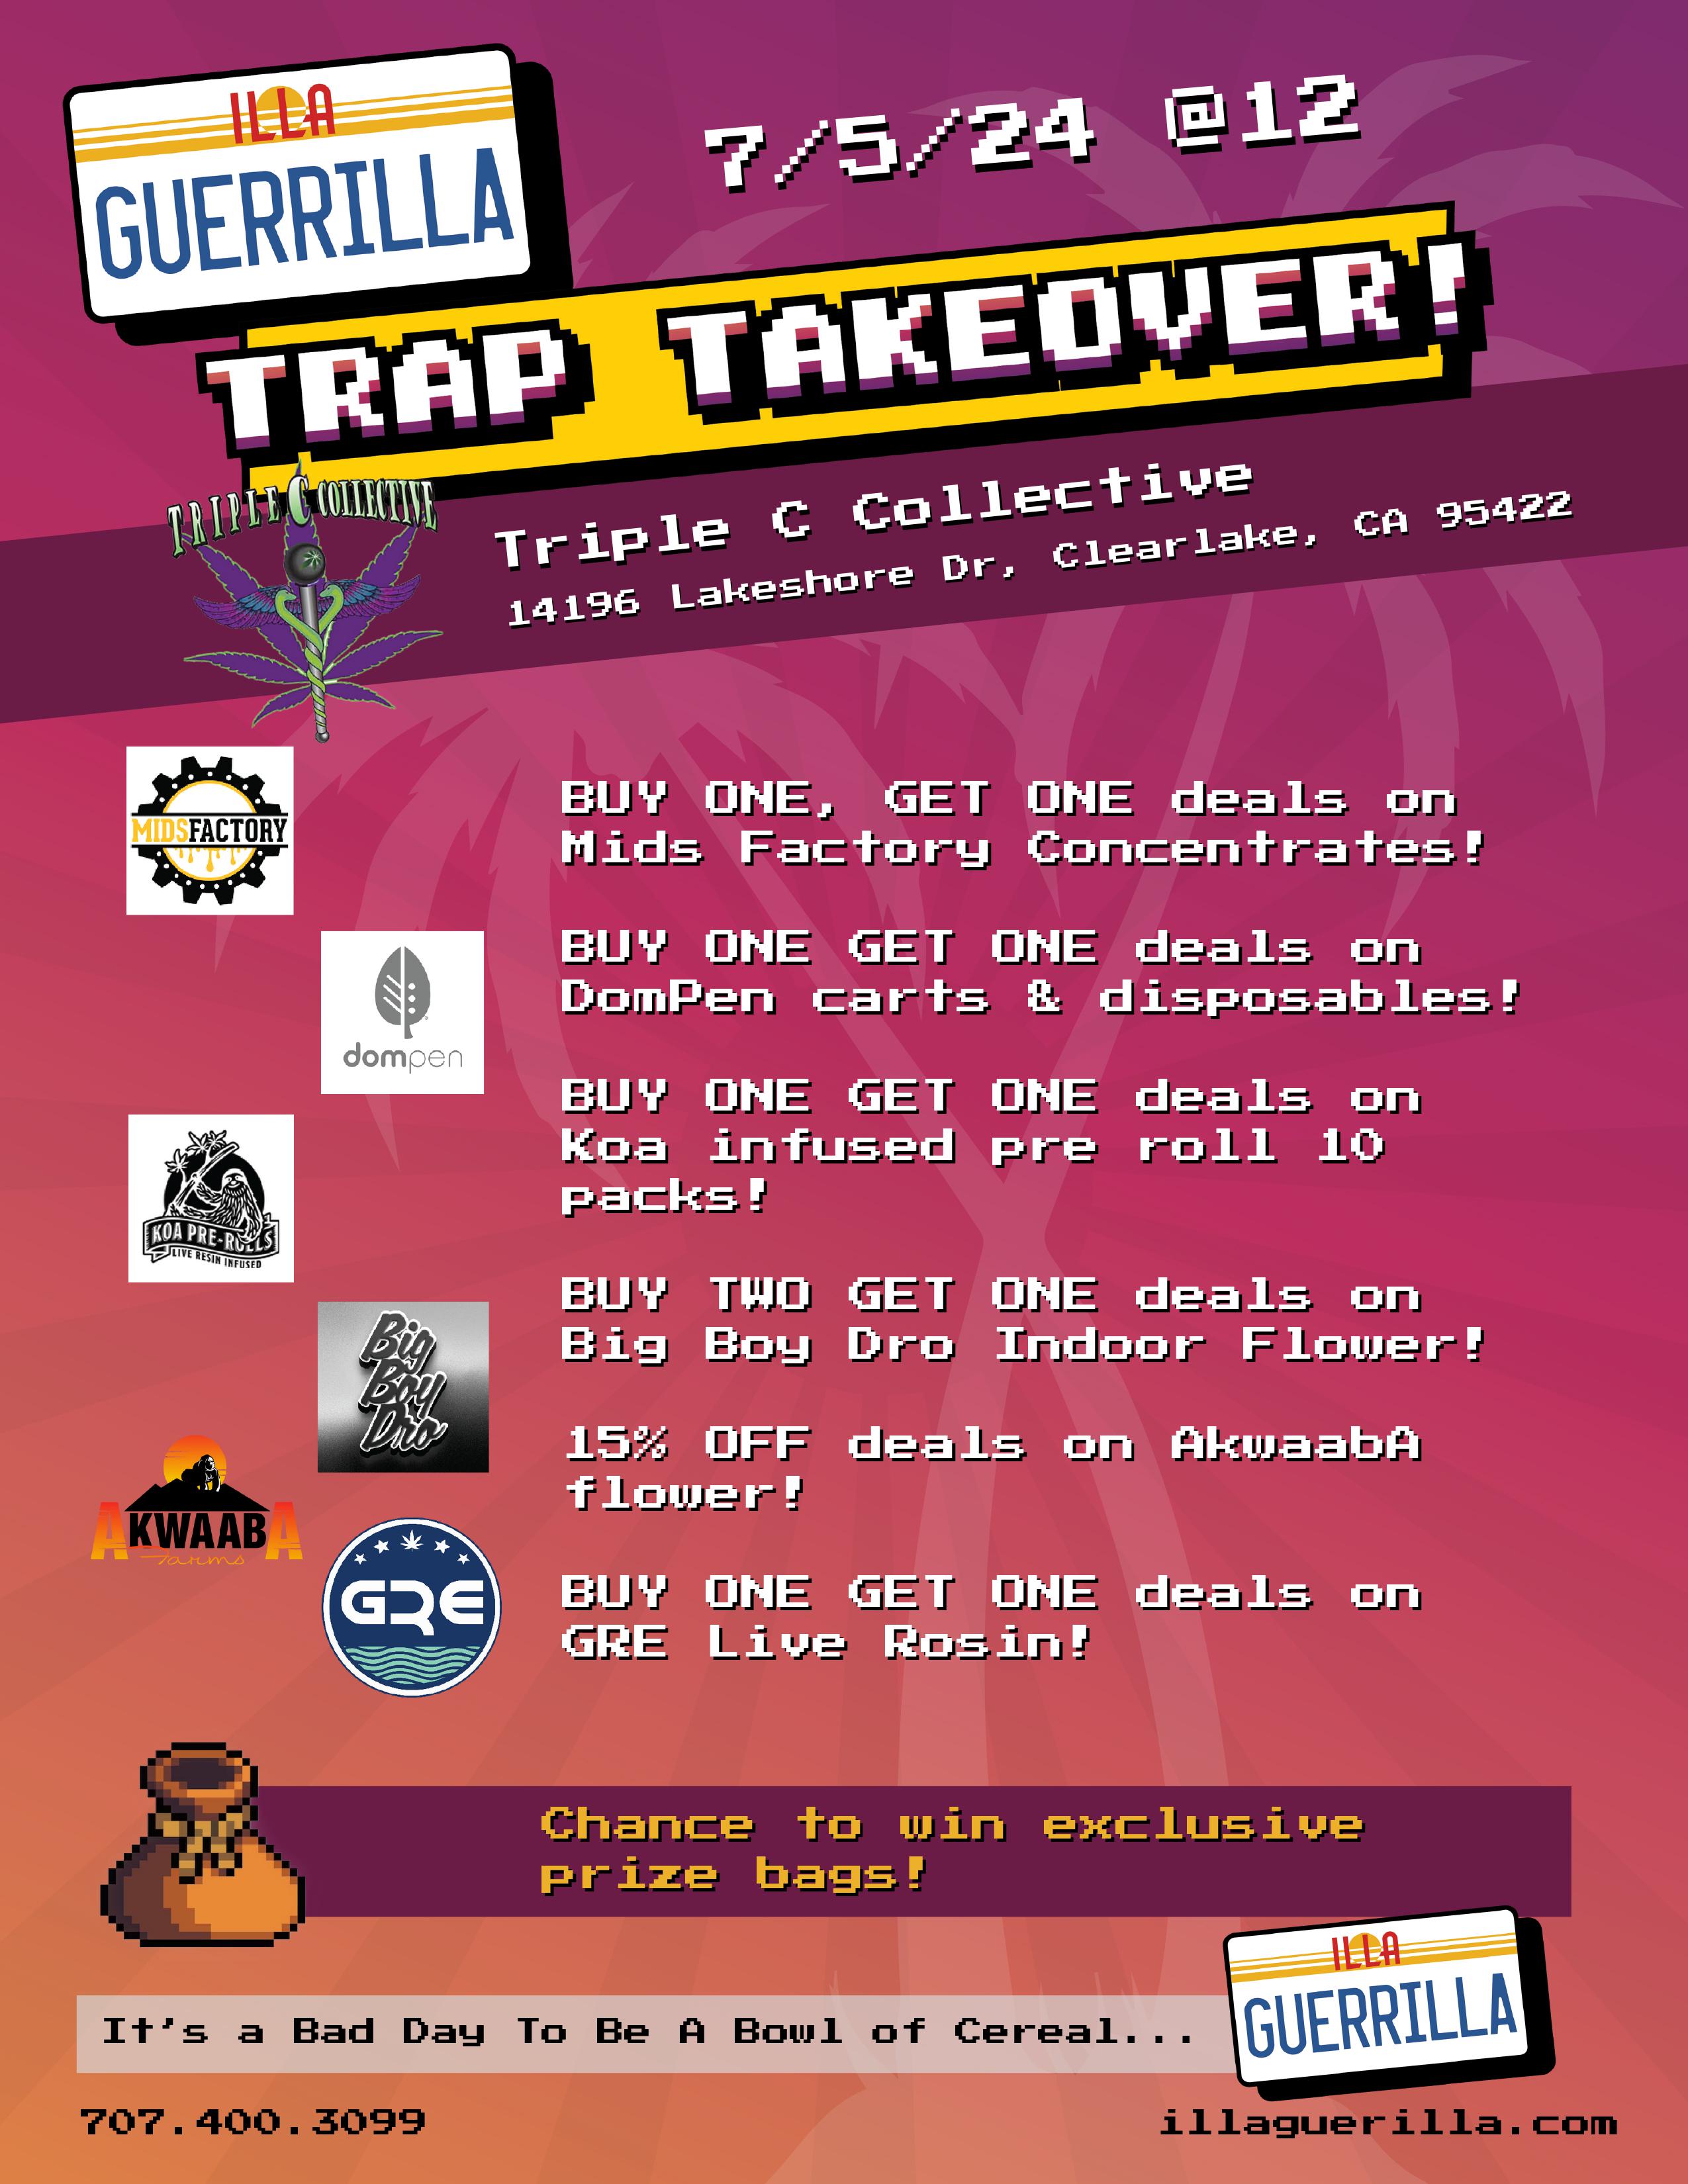 ILLA
GUERRILLA
7/5/24 @12
TRAP TAKEOVER!
TRIPLE C COLLECTIVE
Triple C Collective
14196 Lakeshore Dr, Clearlake, CA 95422
MIDSFACTORY
BUY ONE, GET ONE deals on
Mids Factory Concentrates!
dompen
BUY ONE GET ONE deals on
DomPen carts & disposables!
KOA PRE-ROLLS
LIVE RESIN INFUSED
BUY ONE GET ONE deals on
Koa infused pre roll 10
packs!
Big
Boy
Dro
BUY TWO GET ONE deals on
Big Boy Dro Indoor Flower!
AKWAABA
farms
15% OFF deals on AkwaabA
flower!
GRE
BUY ONE GET ONE deals on
GRE Live Rosin!
Chance to win exclusive
prize bags!
It's a Bad Day To Be A Bowl of Cereal...
ILLA
GUERRILLA
707.400.3099
illaguerilla.com